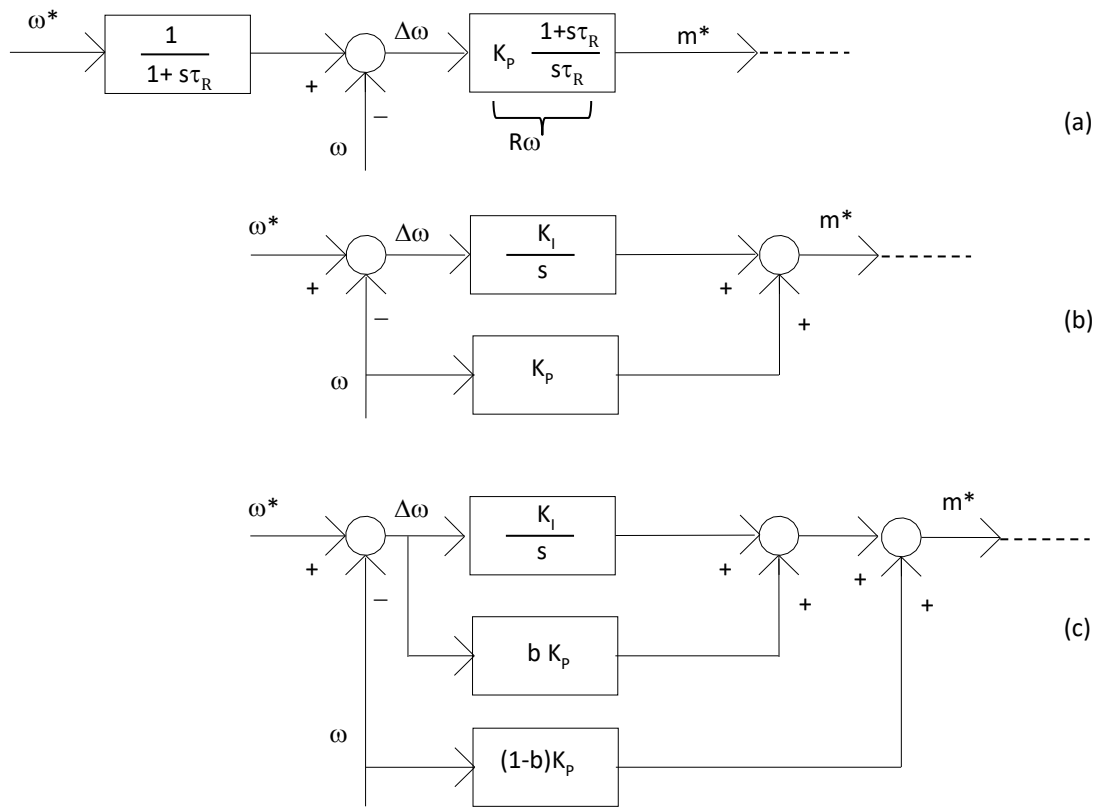 ω*
1
1+ sτR
+
−
ω
Δω
KP 1+sτR
sτR
Rω
m*
(a)
ω*
+
−
Δω
KI
s
+
+
m*
KP
ω
(b)
ω*
+
−
Δω
KI
s
+
+
+
+
m*
b KP
(c)
ω
(1-b)KP